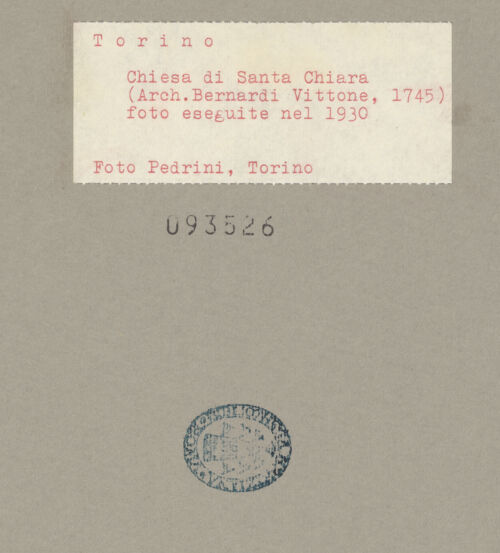 T o r i n o
Chiesa di Santa Chiara
(Arch.Bernardi Vittone, 1745)
foto eseguite nel 1930
Foto Pedrini, Torino
093526